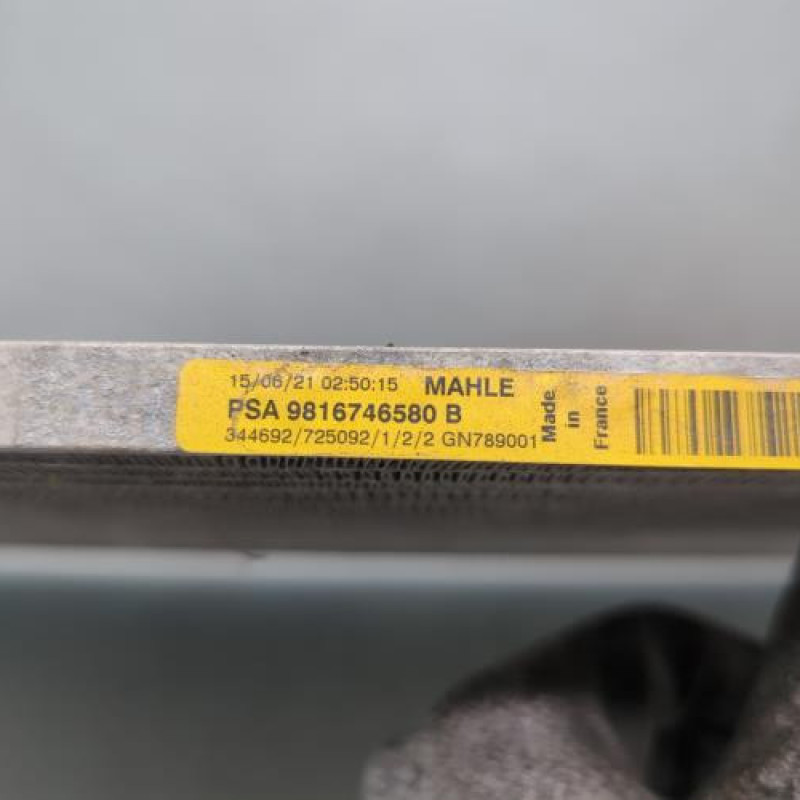 15/06/21 02:50:15 MAHLE
PSA 9816746580 B
344692/725092/1/2/2 GN789001
Made
in
France